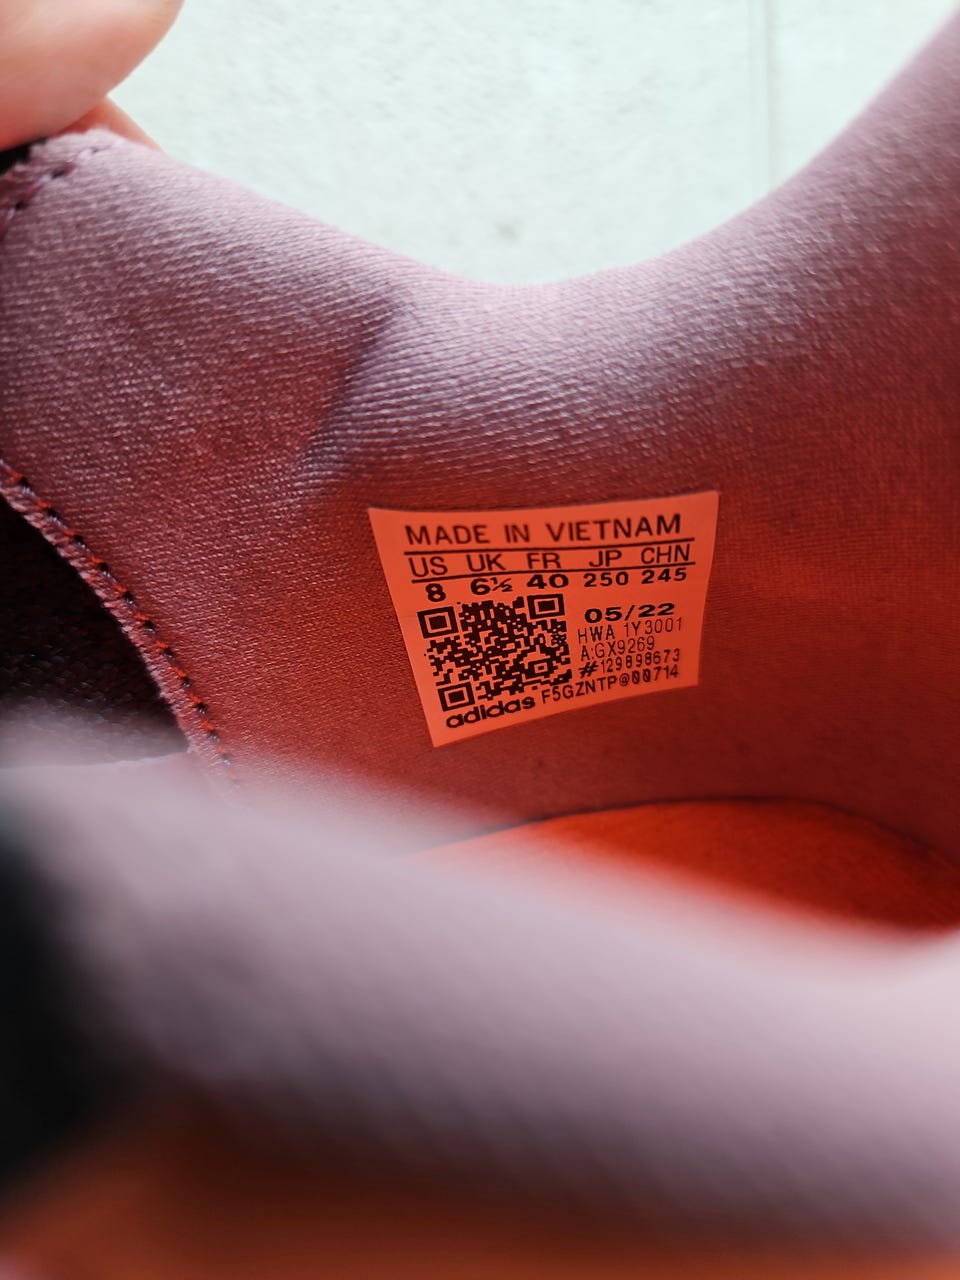 MADE IN VIETNAM
US UK FR JP CHN
8 6½ 40 250 245
05/22
HWA 1Y3001
A:GX9269
#129898673
F5GZNTP@00714
adidas